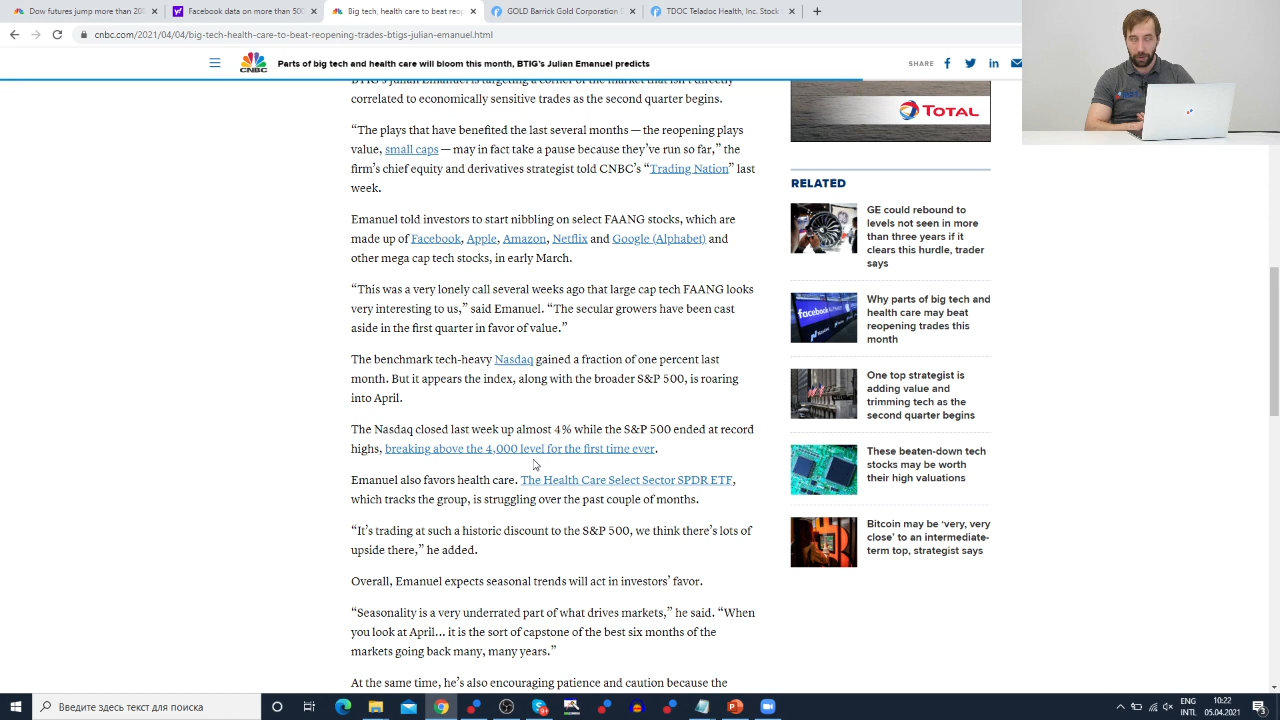 Dow futures jump more than 200
Facebook data on more than 500
Big tech, health-care to beat reop
GOLD Barrick Gold Corporation S
TDOC Teladoc Health, Inc. Stock
cnbc.com/2021/04/04/big-tech-health-care-to-beat-reopening-trades-btigs-julian-emanuel.html
CNBC
Parts of big tech and health care will bloom this month, BTIG’s Julian Emanuel predicts
SHARE
BTIG’s Julian Emanuel is targeting a corner of the market that isn’t directly
correlated to economically sensitive trades as the second quarter begins.
“The plays that have benefited the last several months — the reopening plays
value, small caps — may in fact take a pause because they’ve run so far,” the
firm’s chief equity and derivatives strategist told CNBC’s “Trading Nation” last
week.
Emanuel told investors to start nibbling on select FAANG stocks, which are
made up of Facebook, Apple, Amazon, Netflix and Google (Alphabet) and
other mega cap tech stocks, in early March.
“This was a very lonely call several weeks ago that large cap tech FAANG looks
very interesting to us,” said Emanuel. “The secular growers have been cast
aside in the first quarter in favor of value.”
The benchmark tech-heavy Nasdaq gained a fraction of one percent last
month. But it appears the index, along with the broader S&P 500, is roaring
into April.
The Nasdaq closed last week up almost 4% while the S&P 500 ended at record
highs, breaking above the 4,000 level for the first time ever.
Emanuel also favors health care. The Health Care Select Sector SPDR ETF,
which tracks the group, is struggling over the past couple of months.
“It’s trading at such a historic discount to the S&P 500, we think there’s lots of
upside there,” he added.
Overall, Emanuel expects seasonal trends will act in investors’ favor.
“Seasonality is a very underrated part of what drives markets,” he said. “When
you look at April... it is the sort of capstone of the best six months of the
markets going back many, many years.”
At the same time, he’s also encouraging patience and caution because the
TOTAL
RELATED
GE could rebound to
levels not seen in more
than three years if it
clears this hurdle, trader
says
facebook
Why parts of big tech and
health care may beat
reopening trades this
month
One top strategist is
adding value and
trimming tech as the
second quarter begins
These beaten-down tech
stocks may be worth
their high valuations
Bitcoin may be ‘very, very
close’ to an intermediate-
term top, strategist says
Введите здесь текст для поиска
ENG
INTL
10:22
05.04.2021